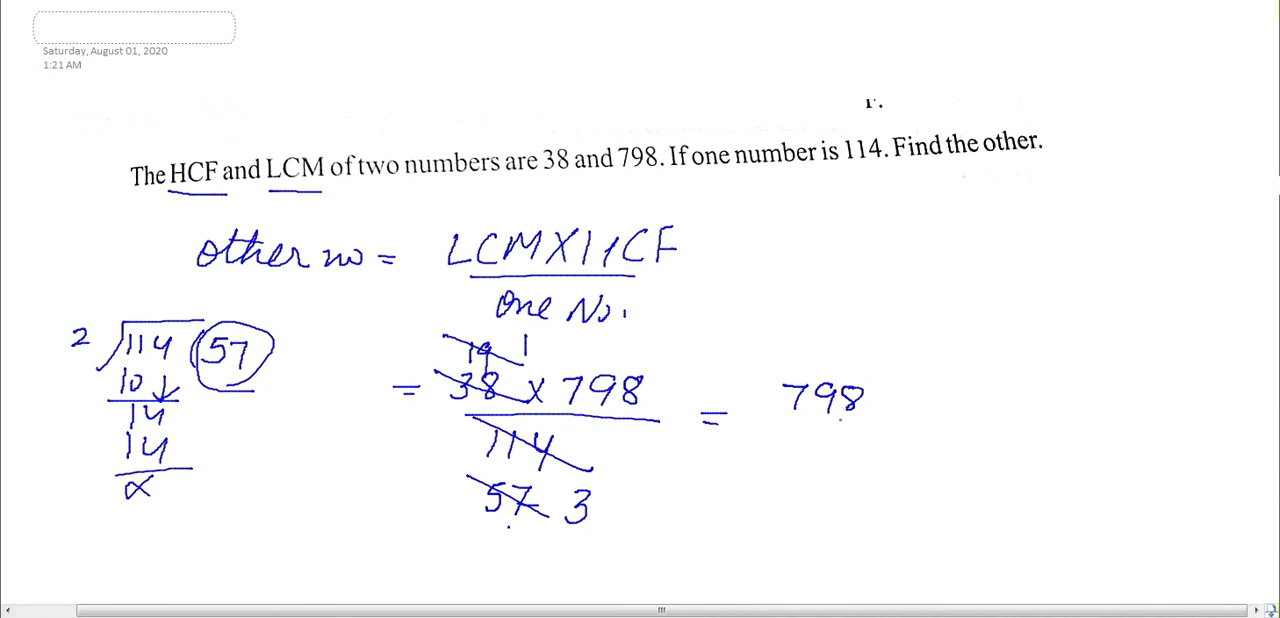 Saturday, August 01, 2020
1:21 AM
The HCF and LCM of two numbers are 38 and 798. If one number is 114. Find the other.
other no = LCM X HCF
One No.
2 114 57
10
14
14
19 1
= 38 x 798 = 798
114
57 3